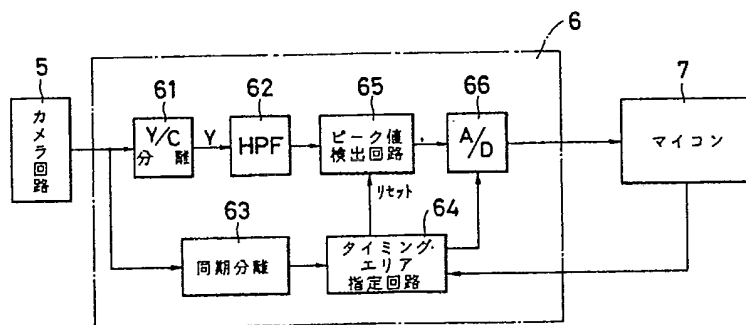 6
5
カメラ回路
61
Y/C
分離
Y
62
HPF
65
ピーク値
検出回路
66
A/D
7
マイコン
リセット
63
同期分離
64
タイミング・
エリア
指定回路